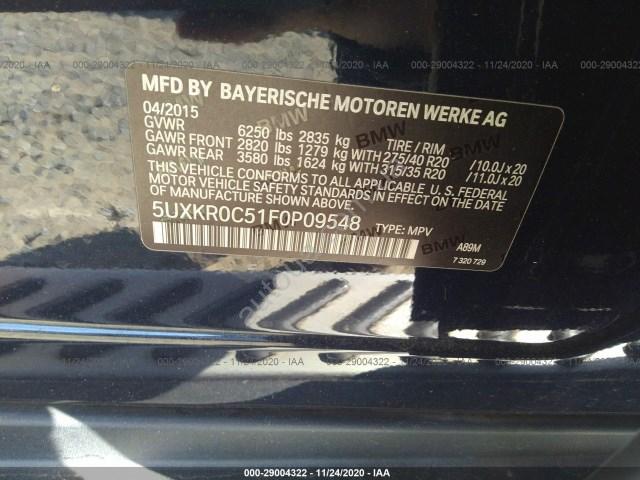 MFD BY BAYERISCHE MOTOREN WERKE AG
04/2015
GVWR 6250 lbs 2835 kg TIRE / RIM
GAWR FRONT 2820 lbs 1279 kg WITH 275/40 R20 /10.0J x 20
GAWR REAR 3580 lbs 1624 kg WITH 315/35 R20 /11.0J x 20
THIS VEHICLE CONFORMS TO ALL APPLICABLE U.S. FEDERAL
MOTOR VEHICLE SAFETY STANDARDS IN EFFECT ON THE DATE
OF MANUFACTURE SHOWN ABOVE.
5UXKR0C51F0P09548 TYPE: MPV
A89M
7 320 729
000-29004322 - 11/24/2020 - IAA